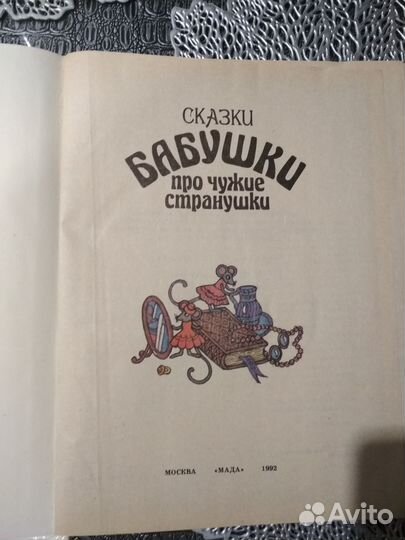 СКАЗКИ
БАБУШКИ
про чужие
странушки
МОСКВА «МАДА» 1992
Avito